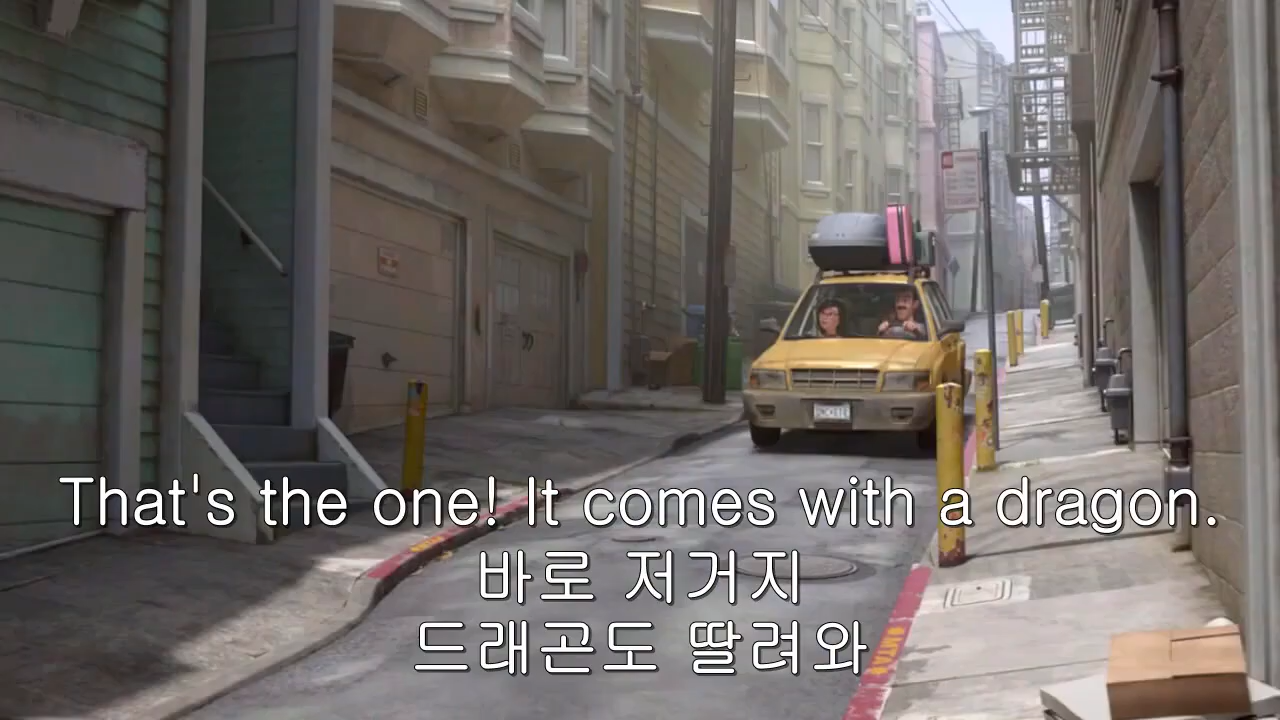 That's the one! It comes with a dragon.
바로 저거지
드래곤도 딸려와